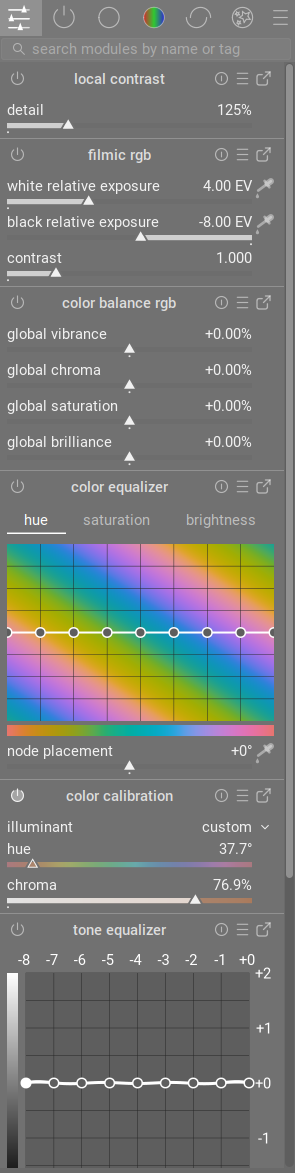 search modules by name or tag
local contrast
detail 125%
filmic rgb
white relative exposure 4.00 EV
black relative exposure -8.00 EV
contrast 1.000
color balance rgb
global vibrance +0.00%
global chroma +0.00%
global saturation +0.00%
global brilliance +0.00%
color equalizer
hue saturation brightness
node placement +0°
color calibration
illuminant custom
hue 37.7°
chroma 76.9%
tone equalizer
-8 -7 -6 -5 -4 -3 -2 -1 +0
+2
+1
+0
-1